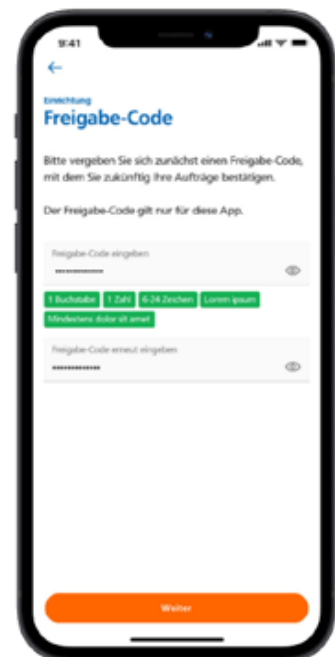 9:41
Einrichtung
Freigabe-Code
Bitte vergeben Sie sich zunächst einen Freigabe-Code,
mit dem Sie zukünftig Ihre Aufträge bestätigen.
Der Freigabe-Code gilt nur für diese App.
Freigabe-Code eingeben
•••••••••••••
1 Buchstabe 1 Zahl 6-24 Zeichen Lorem ipsum
Mindestens dolor sit amet
Freigabe-Code erneut eingeben
•••••••••••••
Weiter